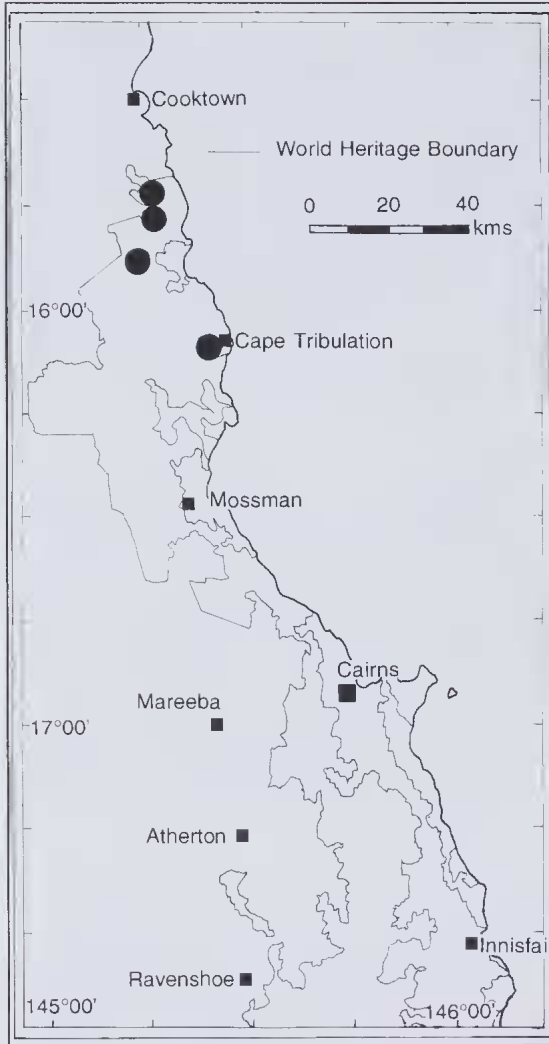 Cooktown
World Heritage Boundary
0 20 40
kms
16°00'
Cape Tribulation
Mossman
Cairns
Mareeba
17°00'
Atherton
Innisfai
Ravenshoe
145°00'
146°00'